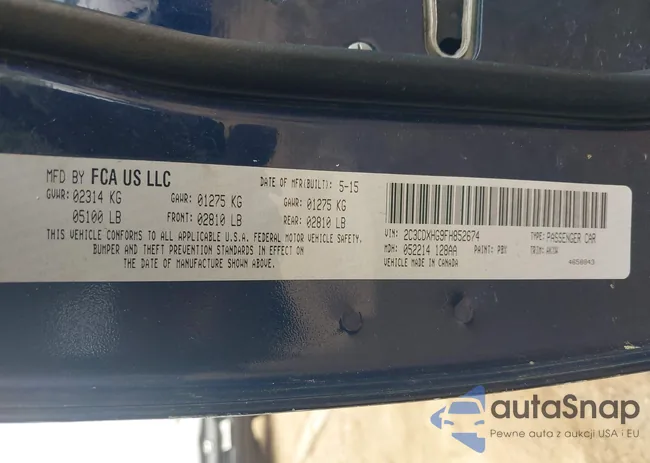 MFD BY FCA US LLC DATE OF MFR(BUILT): 5-15
GVWR: 02314 KG GAWR: 01275 KG GAWR: 01275 KG
05100 LB FRONT: 02810 LB REAR: 02810 LB
THIS VEHICLE CONFORMS TO ALL APPLICABLE U.S.A. FEDERAL MOTOR VEHICLE SAFETY,
BUMPER AND THEFT PREVENTION STANDARDS IN EFFECT ON
THE DATE OF MANUFACTURE SHOWN ABOVE
VIN: 2C3CDXHG9FH852674 TYPE: PASSENGER CAR
MDH: 052214 128AA PAINT: PBX TRIM:
VEHICLE MADE IN CANADA 4658843
autaSnap
Pewne auta z aukcji USA i EU